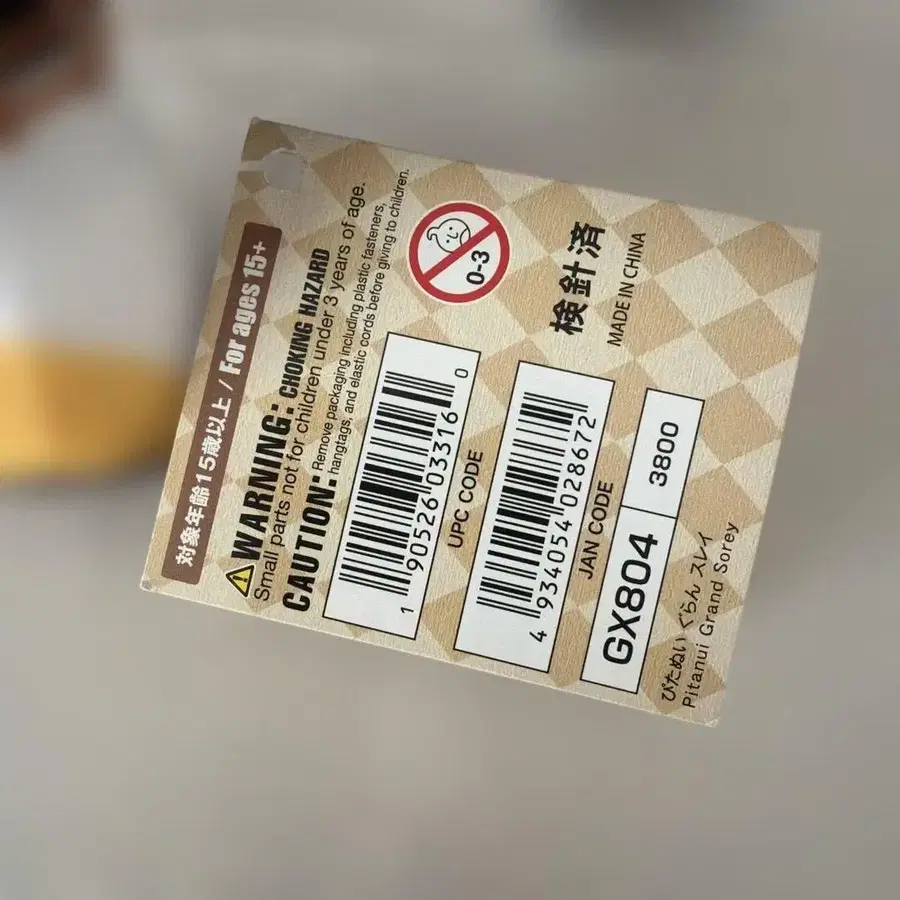 対象年齢15歳以上 / For ages 15+
WARNING: CHOKING HAZARD
Small parts not for children under 3 years of age.
CAUTION: Remove packaging including plastic fasteners,
hangtags, and elastic cords before giving to children.
0-3
1 90526 03316 0
UPC CODE
検針済
MADE IN CHINA
4 934054 028672
JAN CODE
GX804 3800
ぴたぬい ぐらん スレイ
Pitanui Grand Sorey